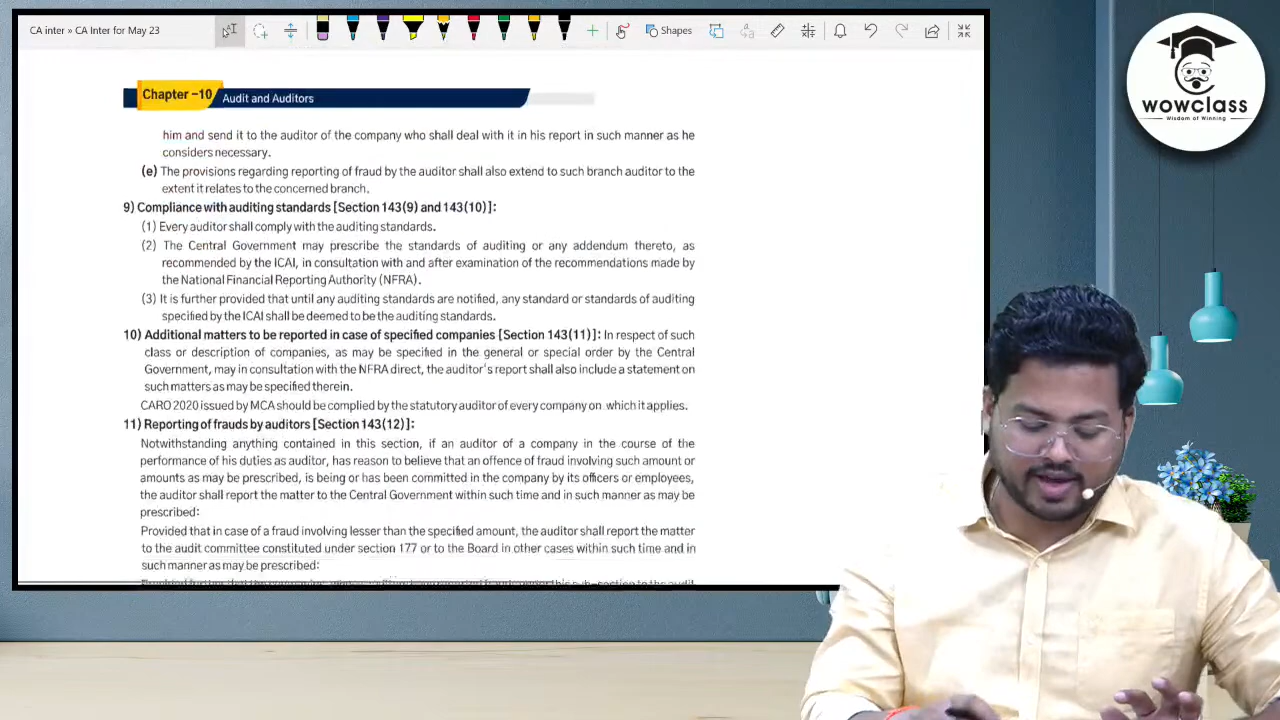 CA inter » CA Inter for May 23
Shapes
wowclass
Wisdom of Winning
Chapter -10
Audit and Auditors
him and send it to the auditor of the company who shall deal with it in his report in such manner as he
considers necessary.
(e) The provisions regarding reporting of fraud by the auditor shall also extend to such branch auditor to the
extent it relates to the concerned branch.
9) Compliance with auditing standards [Section 143(9) and 143(10)]:
(1) Every auditor shall comply with the auditing standards.
(2) The Central Government may prescribe the standards of auditing or any addendum thereto, as
recommended by the ICAI, in consultation with and after examination of the recommendations made by
the National Financial Reporting Authority (NFRA).
(3) It is further provided that until any auditing standards are notified, any standard or standards of auditing
specified by the ICAI shall be deemed to be the auditing standards.
10) Additional matters to be reported in case of specified companies [Section 143(11)]: In respect of such
class or description of companies, as may be specified in the general or special order by the Central
Government, may in consultation with the NFRA direct, the auditor's report shall also include a statement on
such matters as may be specified therein.
CARO 2020 issued by MCA should be complied by the statutory auditor of every company on which it applies.
11) Reporting of frauds by auditors [Section 143(12)]:
Notwithstanding anything contained in this section, if an auditor of a company in the course of the
performance of his duties as auditor, has reason to believe that an offence of fraud involving such amount or
amounts as may be prescribed, is being or has been committed in the company by its officers or employees,
the auditor shall report the matter to the Central Government within such time and in such manner as may be
prescribed:
Provided that in case of a fraud involving lesser than the specified amount, the auditor shall report the matter
to the audit committee constituted under section 177 or to the Board in other cases within such time and in
such manner as may be prescribed: